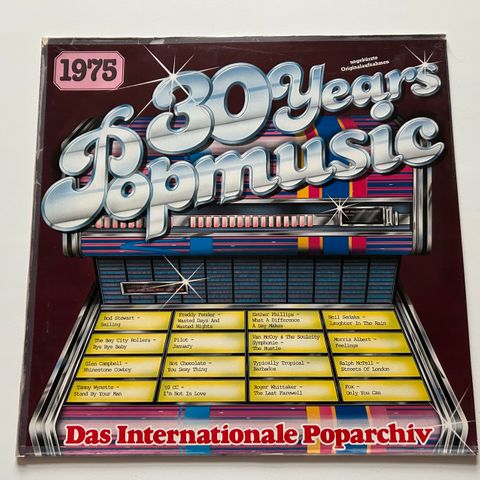 1975
ungekürzte
Originalaufnahmen
30 Years
Popmusic
Rod Stewart -
Sailing
Freddy Fender -
Wasted Days And
Wasted Nights
Esther Phillips -
What A Difference
A Day Makes
Neil Sedaka -
Laughter In The Rain
The Bay City Rollers -
Bye Bye Baby
Pilot -
January
Van McCoy & The Soulcity
Symphonie -
The Hustle
Morris Albert -
Feelings
Glen Campbell -
Rhinestone Cowboy
Hot Chocolate -
You Sexy Thing
Typically Tropical -
Barbados
Ralph McTell -
Streets Of London
Tammy Wynette -
Stand By Your Man
10 CC -
I'm Not In Love
Roger Whittaker -
The Last Farewell
Fox -
Only You Can
Das Internationale Poparchiv